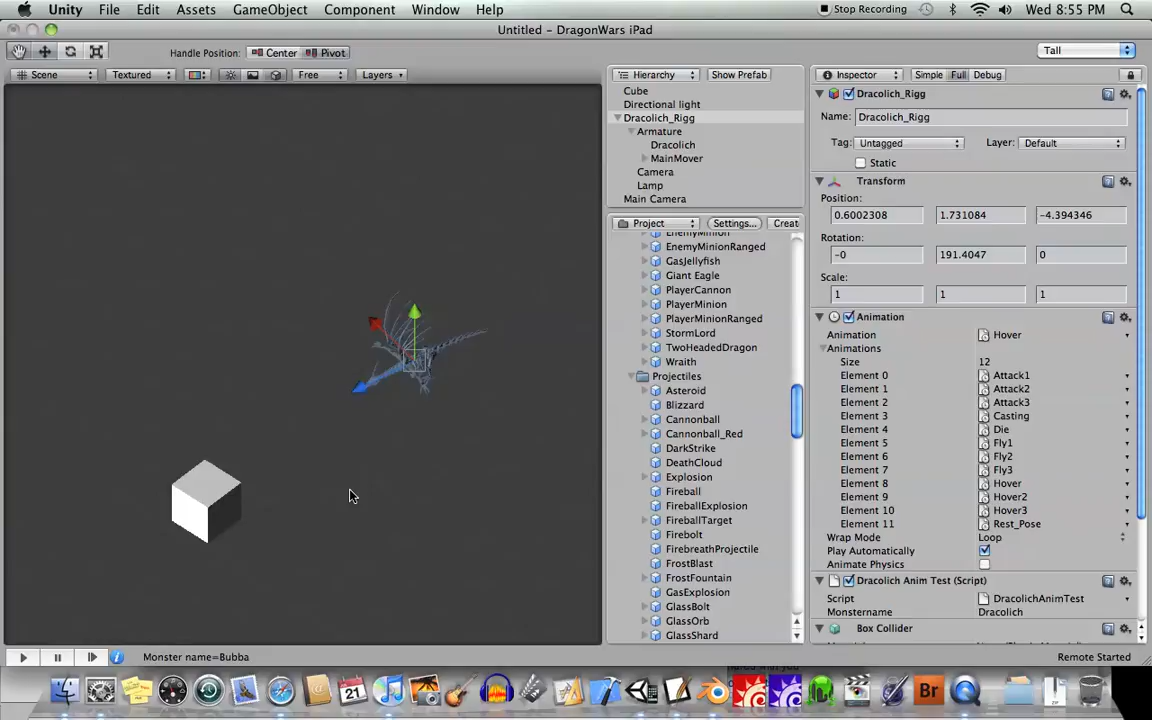 Unity File Edit Assets GameObject Component Window Help Stop Recording Wed 8:55 PM
Untitled – DragonWars iPad
Handle Position: Center Pivot Tall
Scene Textured Free Layers
Hierarchy Show Prefab
Cube
Directional light
Dracolich_Rigg
Armature
Dracolich
MainMover
Camera
Lamp
Main Camera
Project Settings... Creat
EnemyMinion
EnemyMinionRanged
GasJellyfish
Giant Eagle
PlayerCannon
PlayerMinion
PlayerMinionRanged
StormLord
TwoHeadedDragon
Wraith
Projectiles
Asteroid
Blizzard
Cannonball
Cannonball_Red
DarkStrike
DeathCloud
Explosion
Fireball
FireballExplosion
FireballTarget
Firebolt
FirebreathProjectile
FrostBlast
FrostFountain
GasExplosion
GlassBolt
GlassOrb
GlassShard
Inspector Simple Full Debug
Dracolich_Rigg
Name: Dracolich_Rigg
Tag: Untagged Layer: Default
Static
Transform
Position:
0.6002308 1.731084 -4.394346
Rotation:
-0 191.4047 0
Scale:
1 1 1
Animation
Animation Hover
Animations
Size 12
Element 0 Attack1
Element 1 Attack2
Element 2 Attack3
Element 3 Casting
Element 4 Die
Element 5 Fly1
Element 6 Fly2
Element 7 Fly3
Element 8 Hover
Element 9 Hover2
Element 10 Hover3
Element 11 Rest_Pose
Wrap Mode Loop
Play Automatically
Animate Physics
Dracolich Anim Test (Script)
Script DracolichAnimTest
Monstername Dracolich
Box Collider
Monster name=Bubba Remote Started
21
Br